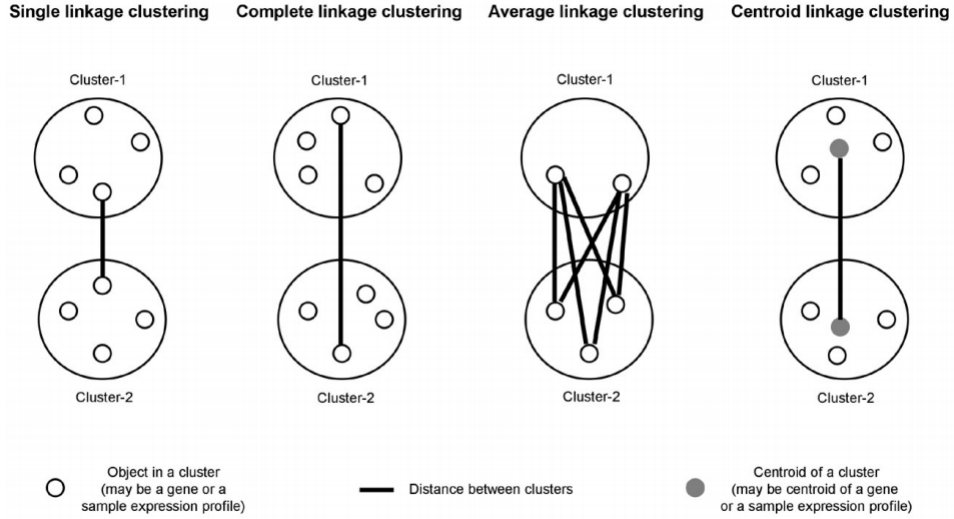 Single linkage clustering
Complete linkage clustering
Average linkage clustering
Centroid linkage clustering
Cluster-1
Cluster-1
Cluster-1
Cluster-1
Cluster-2
Cluster-2
Cluster-2
Cluster-2
Object in a cluster
(may be a gene or a
sample expression profile)
Distance between clusters
Centroid of a cluster
(may be centroid of a gene
or a sample expression profile)